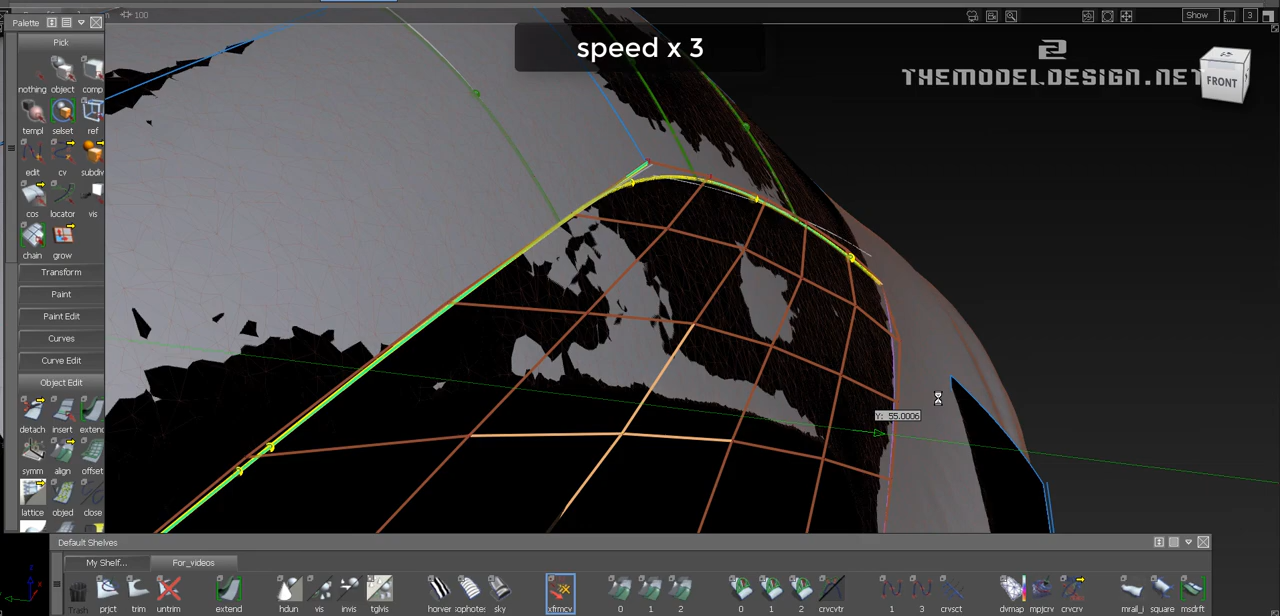 Palette
100
speed x 3
Show
3
THEMODELDESIGN.NET
FRONT
Pick
nothing object comp
templ selset ref
edit cv subdiv
cos locator vis
chain grow
Transform
Paint
Paint Edit
Curves
Curve Edit
Object Edit
detach insert extend
symm align offset
lattice objed close
Y: 55.0006
Default Shelves
My Shelf... For_videos
Trash prjct trim untrim extend hdun vis invis tglvis horver sky xfrmcv 0 1 2 0 1 2 crvcvtr 1 3 crvsct dvmap mpjcrv crvcrv mrail_i square msdrft